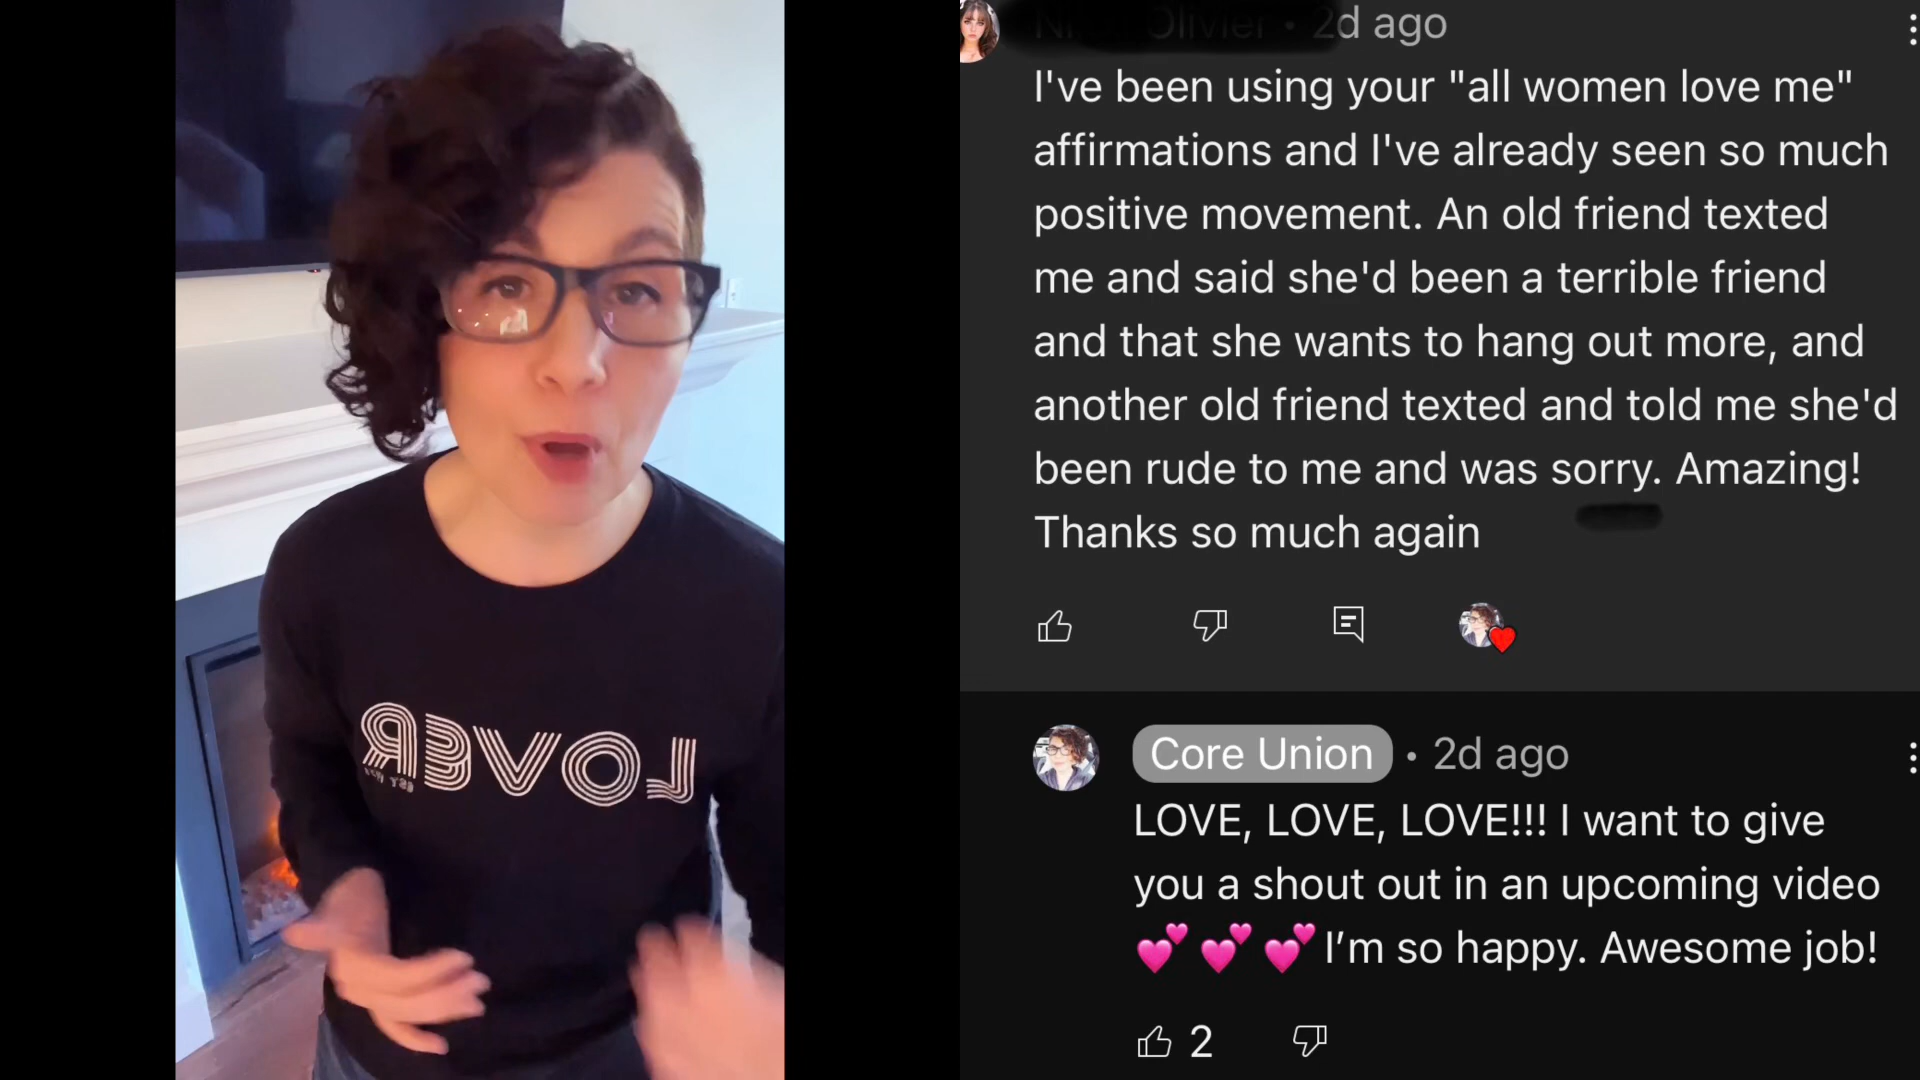 LOVER
2d ago
I've been using your "all women love me"
affirmations and I've already seen so much
positive movement. An old friend texted
me and said she'd been a terrible friend
and that she wants to hang out more, and
another old friend texted and told me she'd
been rude to me and was sorry. Amazing!
Thanks so much again
Core Union • 2d ago
LOVE, LOVE, LOVE!!! I want to give
you a shout out in an upcoming video
💕 💕 💕 I’m so happy. Awesome job!
2